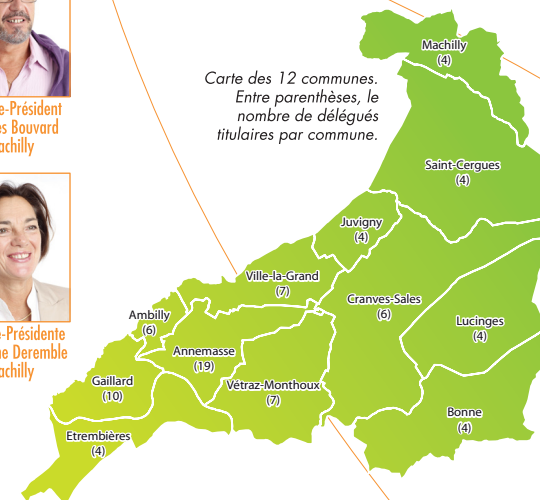 e-Président
es Bouvard
achilly
e-Présidente
ne Deremble
achilly
Carte des 12 communes.
Entre parenthèses, le
nombre de délégués
titulaires par commune.
Machilly
(4)
Saint-Cergues
(4)
Juvigny
(4)
Ville-la-Grand
(7)
Cranves-Sales
(6)
Ambilly
(6)
Lucinges
(4)
Annemasse
(19)
Gaillard
(10)
Vétraz-Monthoux
(7)
Bonne
(4)
Etrembières
(4)